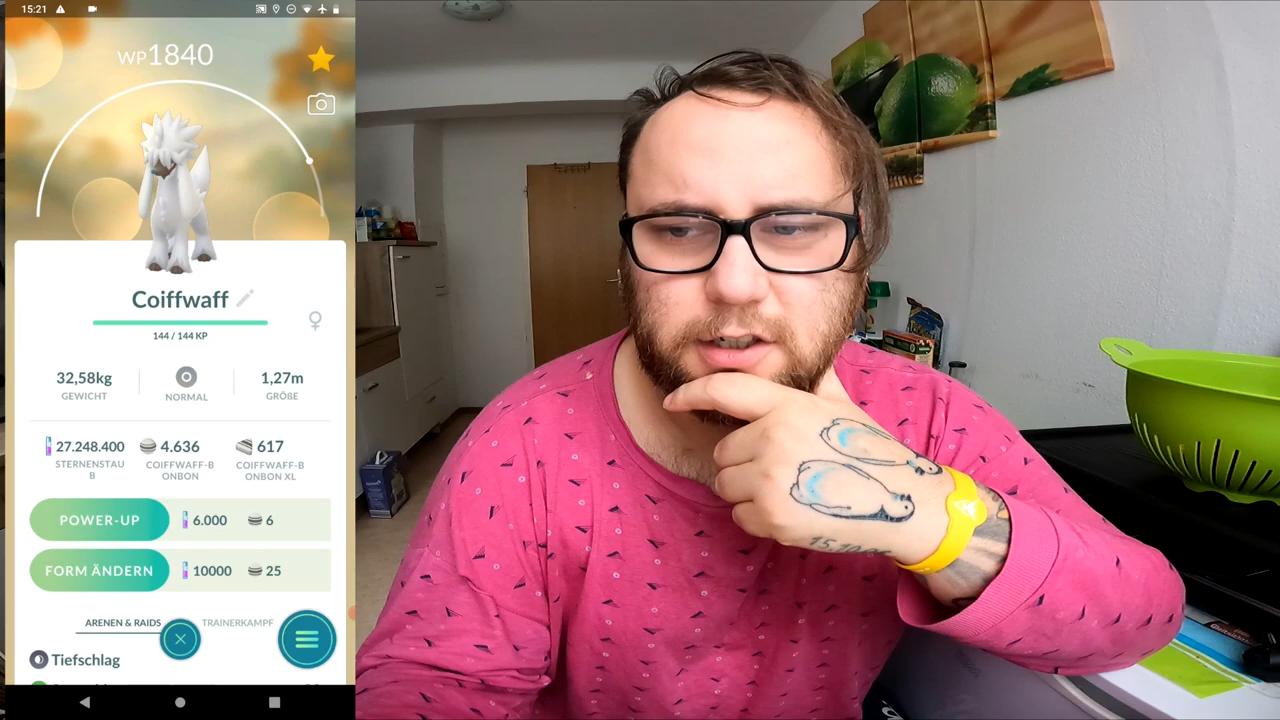 15:21
WP1840
Coiffwaff
144 / 144 KP
32,58kg
GEWICHT
NORMAL
1,27m
GRÖßE
27.248.400
STERNENSTAU
B
4.636
COIFFWAFF-B
ONBON
617
COIFFWAFF-B
ONBON XL
POWER-UP
6.000
6
FORM ÄNDERN
10000
25
ARENEN & RAIDS
TRAINERKAMPF
Tiefschlag